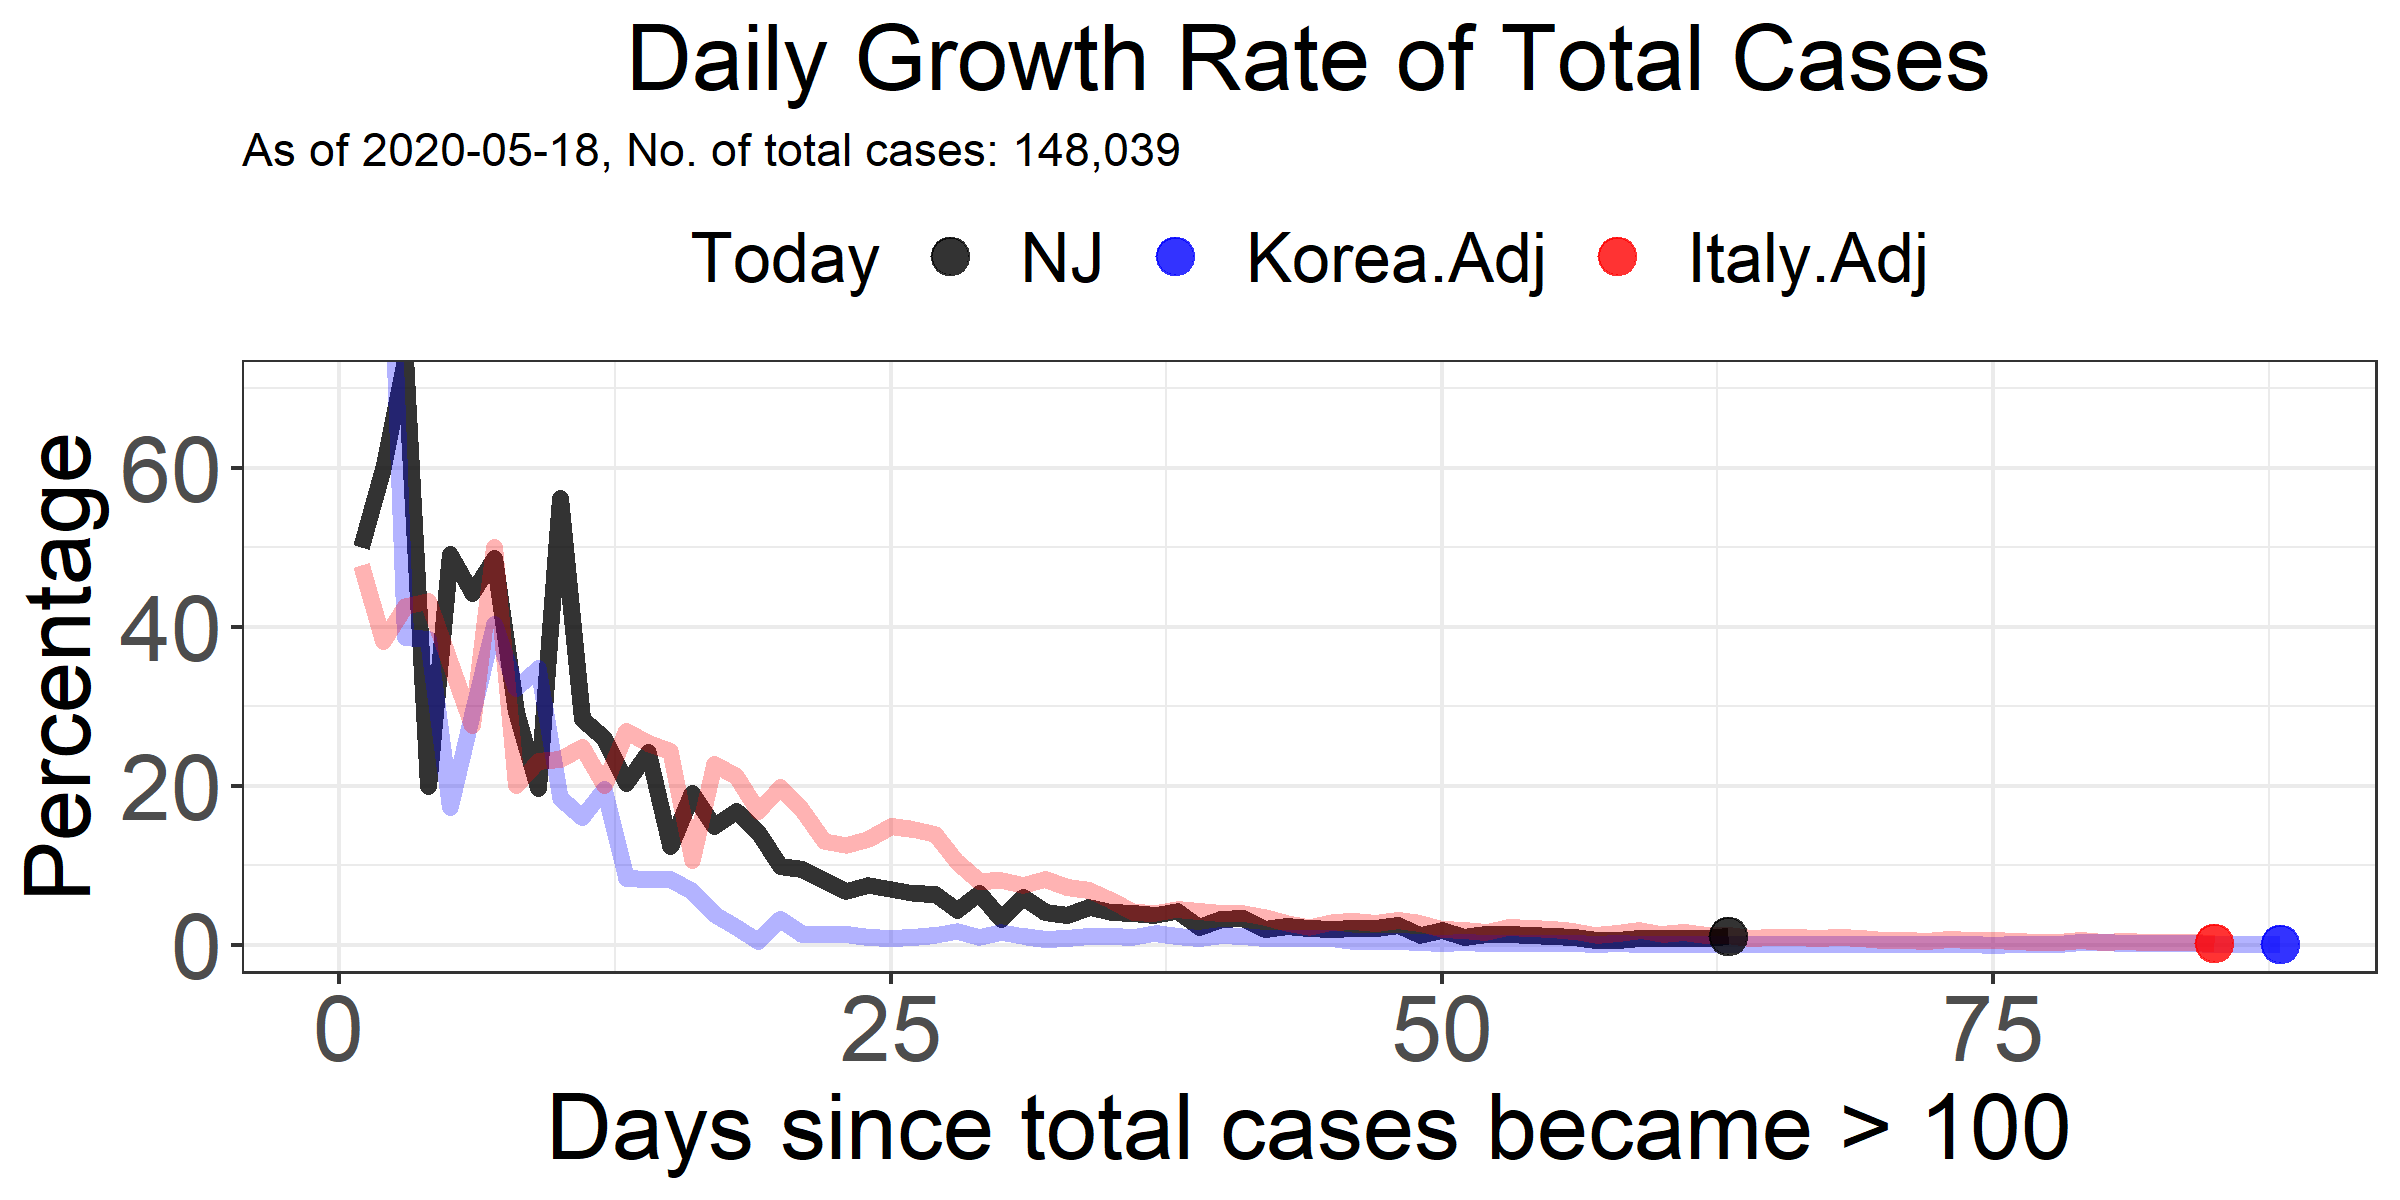 Daily Growth Rate of Total Cases
As of 2020-05-18, No. of total cases: 148,039
Today NJ Korea.Adj Italy.Adj
Percentage
60
40
20
0
0 25 50 75
Days since total cases became > 100